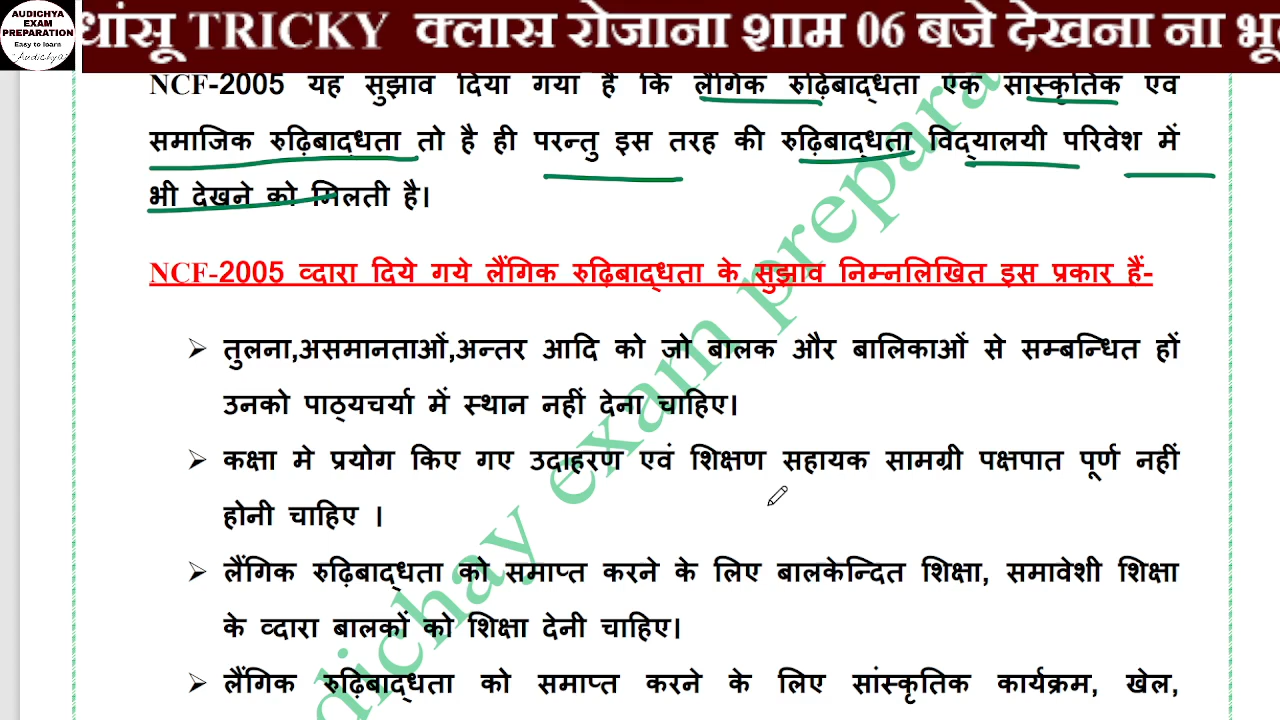 AUDICHYA
EXAM
PREPARATION
Easy to learn
धांसू TRICKY क्लास रोजाना शाम 06 बजे देखना ना भू
NCF-2005 यह सुझाव दिया गया है कि लैंगिक रुढ़िबाद्धता एक सांस्कृतिक एवं
समाजिक रुढ़िबाद्धता तो है ही परन्तु इस तरह की रुढ़िबाद्धता विद्यालयी परिवेश में
भी देखने को मिलती है।
NCF-2005 व्दारा दिये गये लैंगिक रुढ़िबाद्धता के सुझाव निम्नलिखित इस प्रकार हैं-
➢ तुलना,असमानताओं,अन्तर आदि को जो बालक और बालिकाओं से सम्बन्धित हों
उनको पाठ्यचर्या में स्थान नहीं देना चाहिए।
➢ कक्षा मे प्रयोग किए गए उदाहरण एवं शिक्षण सहायक सामग्री पक्षपात पूर्ण नहीं
होनी चाहिए ।
➢ लैंगिक रुढ़िबाद्धता को समाप्त करने के लिए बालकेन्दित शिक्षा, समावेशी शिक्षा
के व्दारा बालकों को शिक्षा देनी चाहिए।
➢ लैंगिक रुढ़िबाद्धता को समाप्त करने के लिए सांस्कृतिक कार्यक्रम, खेल,
dichay exam prepara